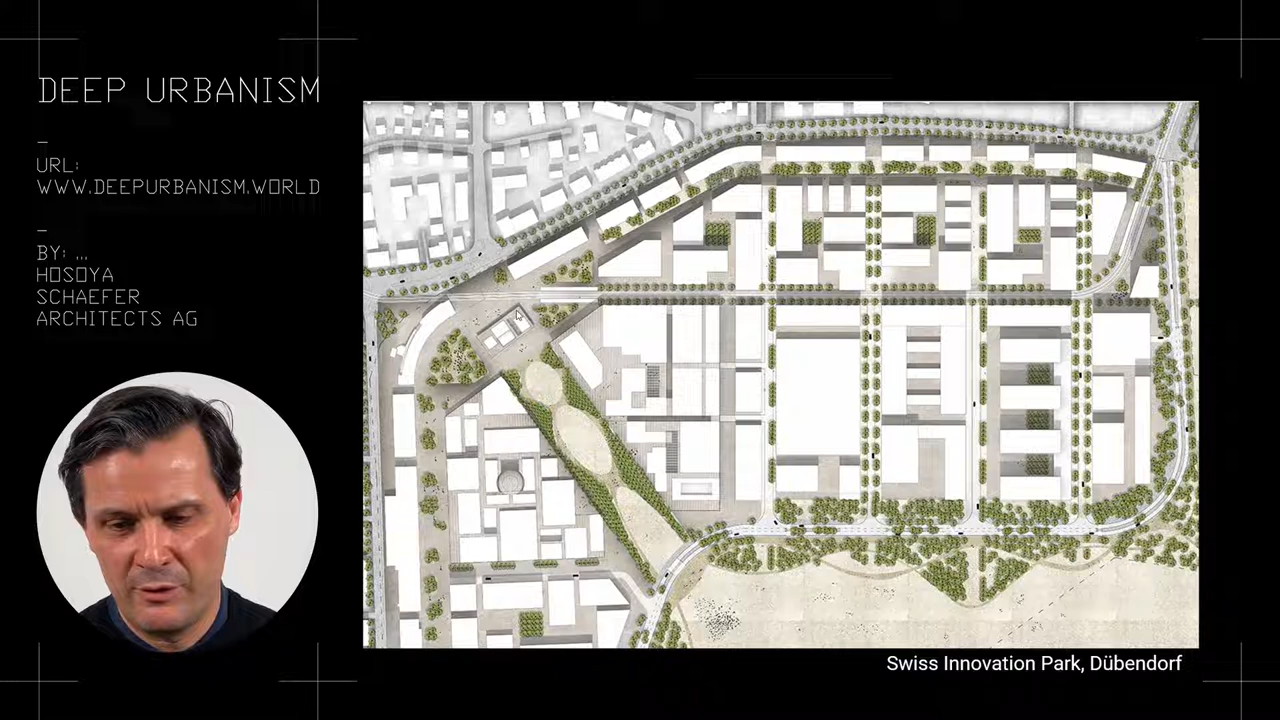 DEEP URBANISM
–
URL:
WWW.DEEPURBANISM.WORLD
–
BY: ...
HOSOYA
SCHAEFER
ARCHITECTS AG
Swiss Innovation Park, Dübendorf